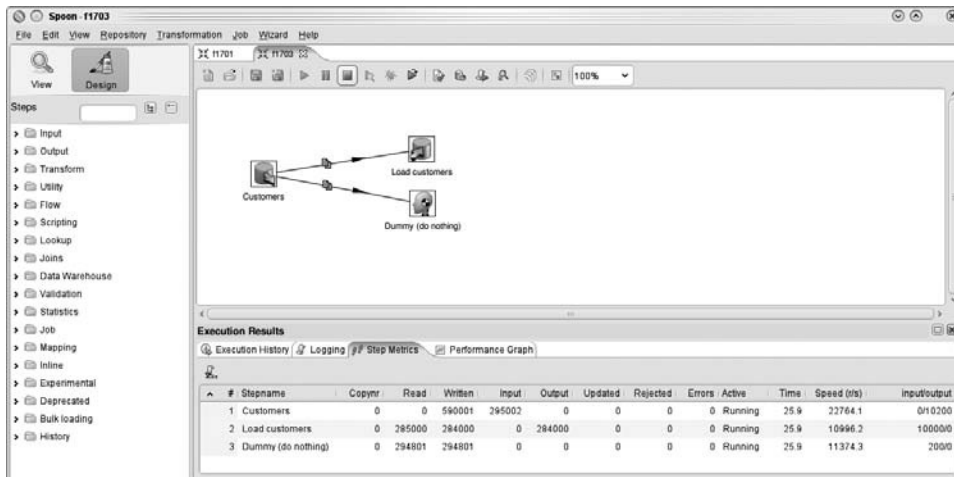 Spoon - f1703
File Edit View Repository Transformation Job Wizard Help
View
Design
f1701
f1703
100%
Steps
Input
Output
Transform
Utility
Flow
Scripting
Lookup
Joins
Data Warehouse
Validation
Statistics
Job
Mapping
Inline
Experimental
Deprecated
Bulk loading
History
Customers
Load customers
Dummy (do nothing)
Execution Results
Execution History Logging Step Metrics Performance Graph
# Stepname Copynr Read Written Input Output Updated Rejected Errors Active Time Speed (r/s) input/output
1 Customers 0 0 590001 295002 0 0 0 0 Running 25.9 22764.1 0/10200
2 Load customers 0 285000 284000 0 284000 0 0 0 Running 25.9 10996.2 10000/0
3 Dummy (do nothing) 0 294801 294801 0 0 0 0 0 Running 25.9 11374.3 200/0